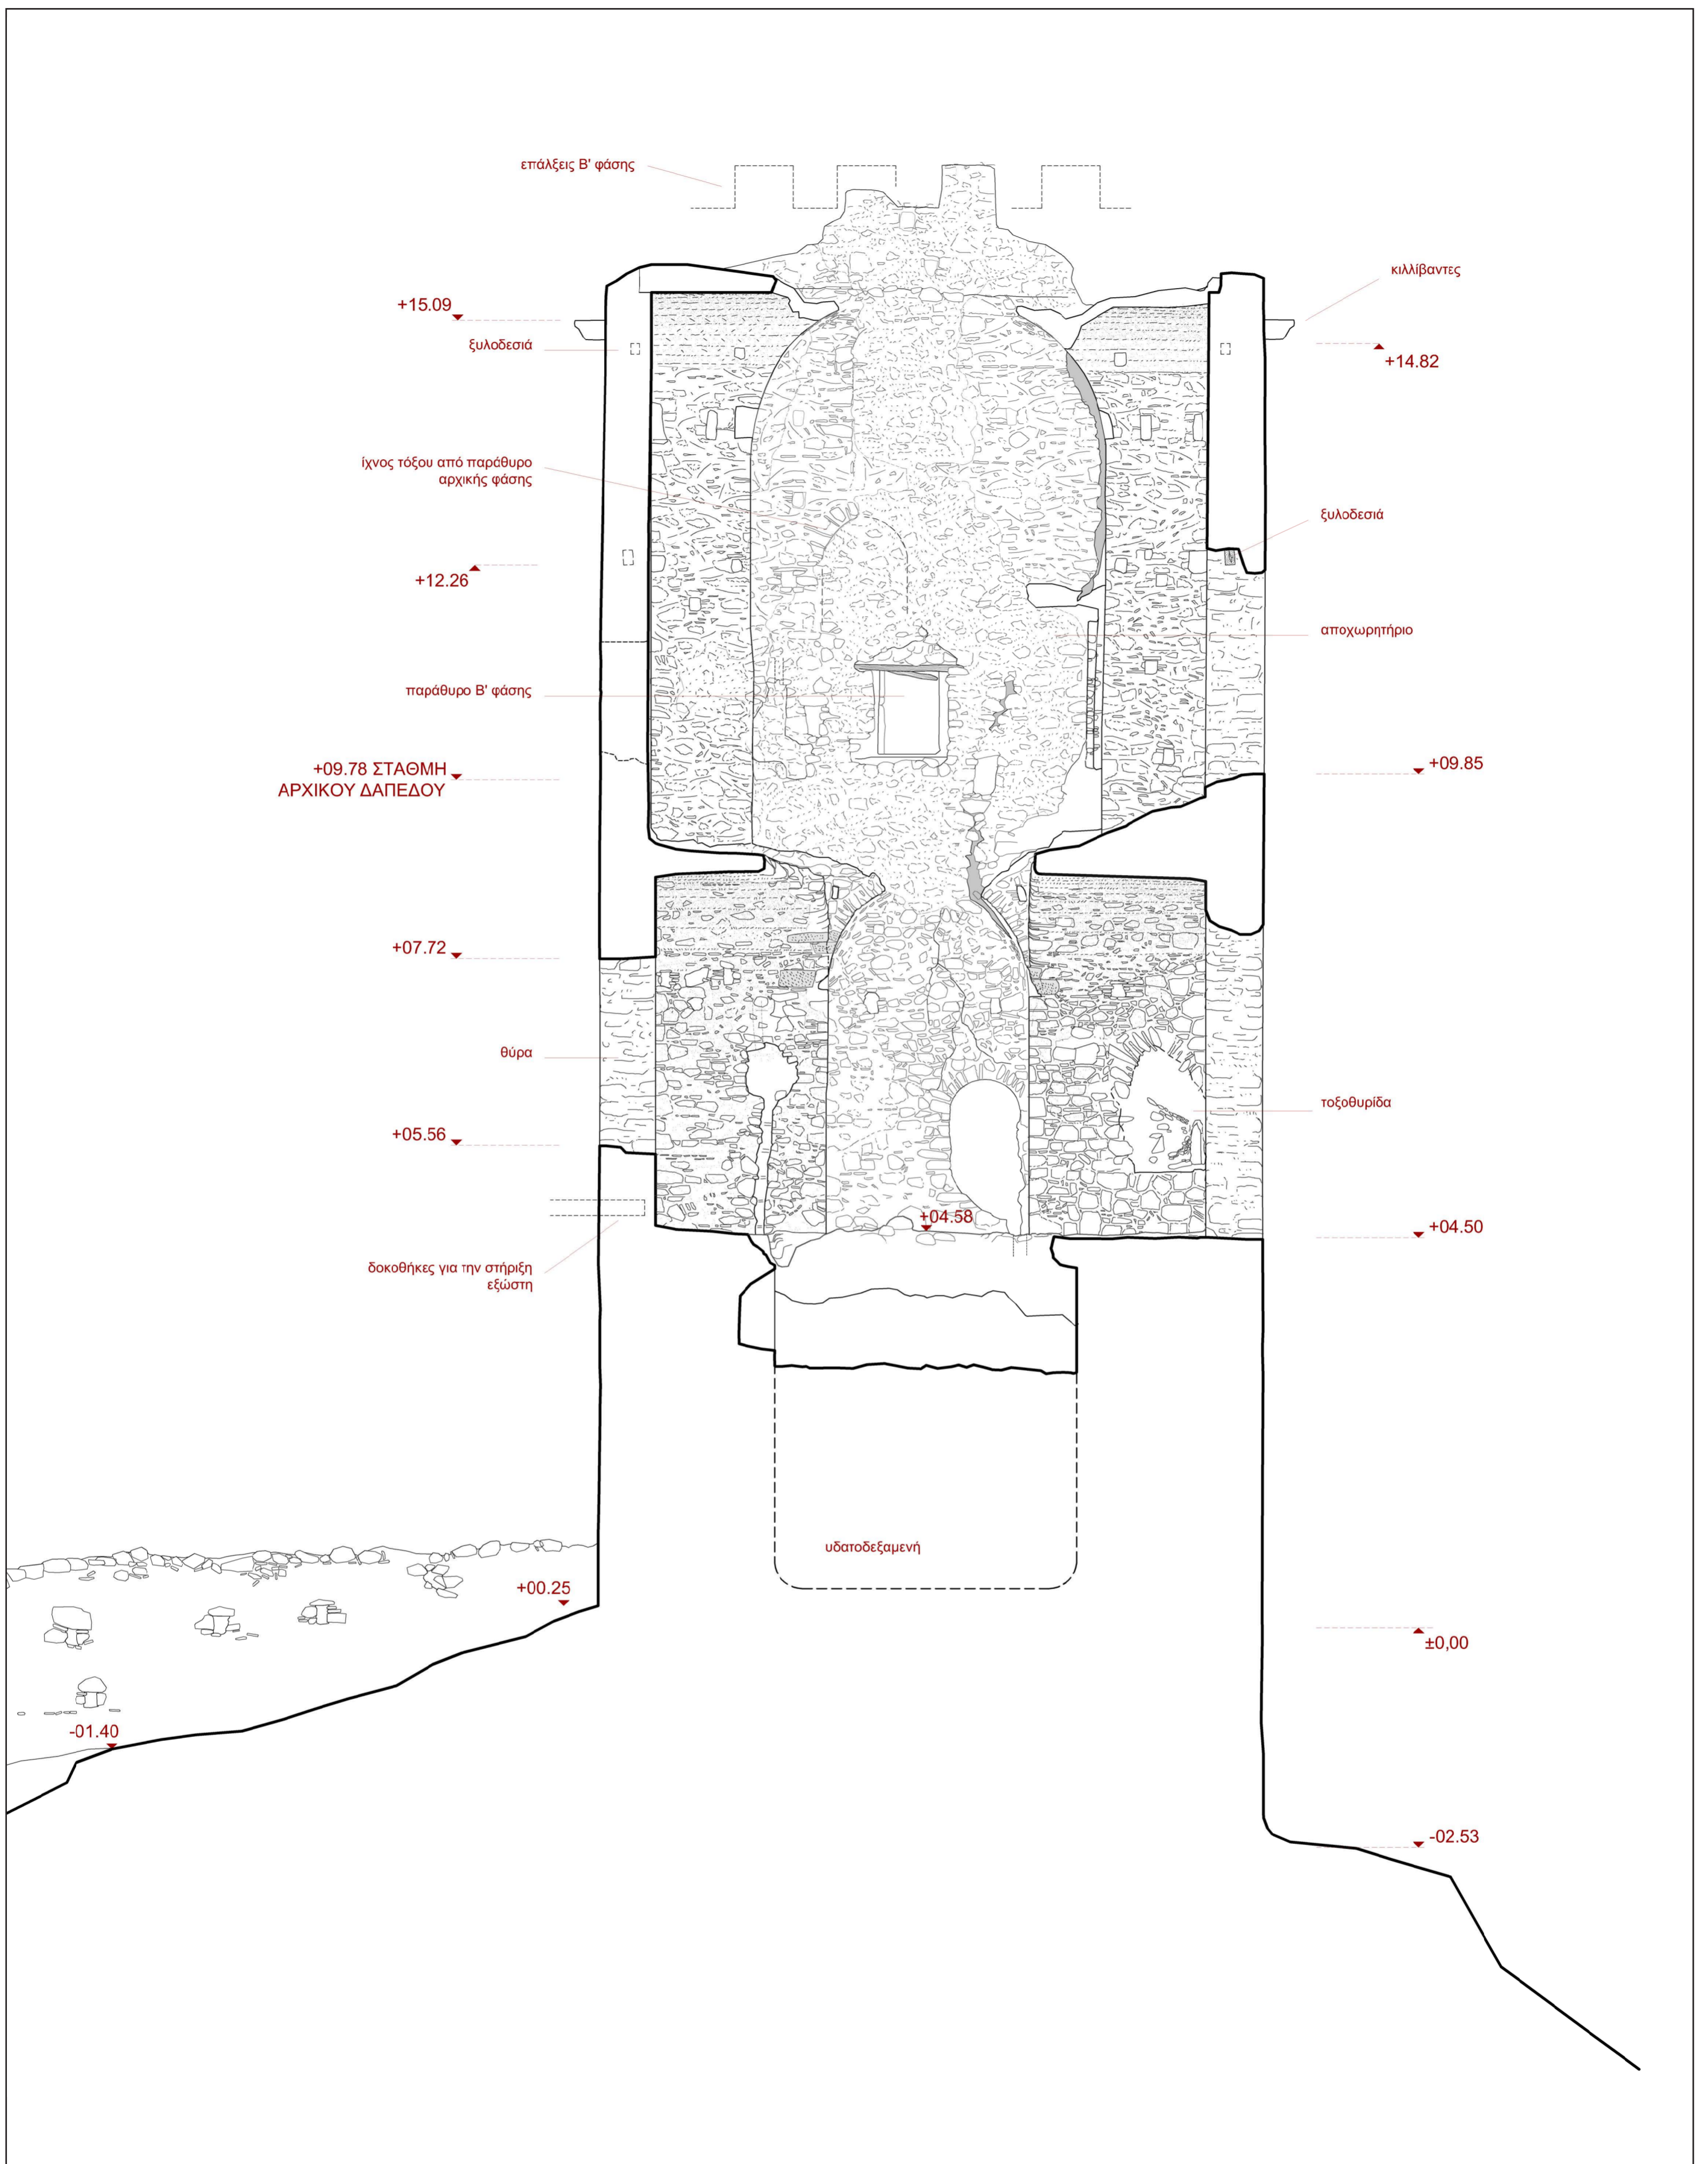 επάλξεις Β' φάσης
κιλλίβαντες
+15.09
ξυλοδεσιά
+14.82
ίχνος τόξου από παράθυρο
αρχικής φάσης
ξυλοδεσιά
+12.26
αποχωρητήριο
παράθυρο Β' φάσης
+09.78 ΣΤΑΘΜΗ
ΑΡΧΙΚΟΥ ΔΑΠΕΔΟΥ
+09.85
+07.72
θύρα
τοξοθυρίδα
+05.56
+04.58
+04.50
δοκοθήκες για την στήριξη
εξώστη
υδατοδεξαμενή
+00.25
±0,00
-01.40
-02.53